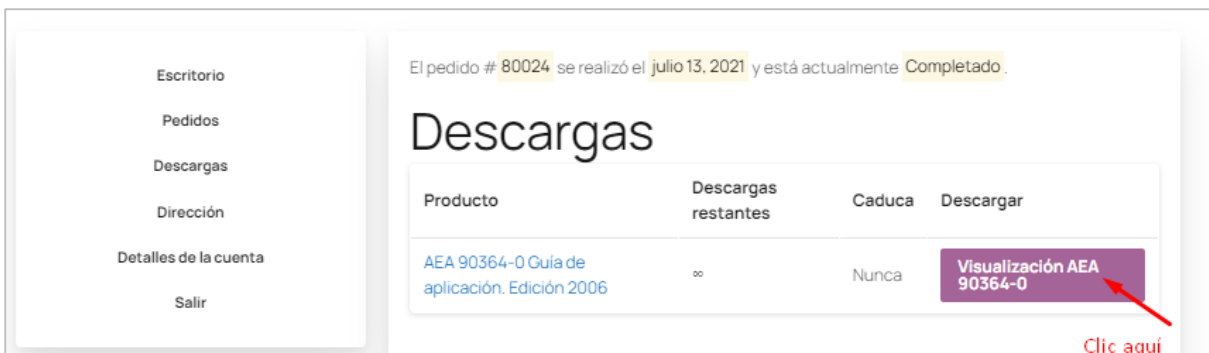 Escritorio
Pedidos
Descargas
Dirección
Detalles de la cuenta
Salir
El pedido # 80024 se realizó el julio 13, 2021 y está actualmente Completado.
Descargas
Producto
Descargas
restantes
Caduca
Descargar
AEA 90364-0 Guía de
aplicación. Edición 2006
∞
Nunca
Visualización AEA
90364-0
Clic aquí